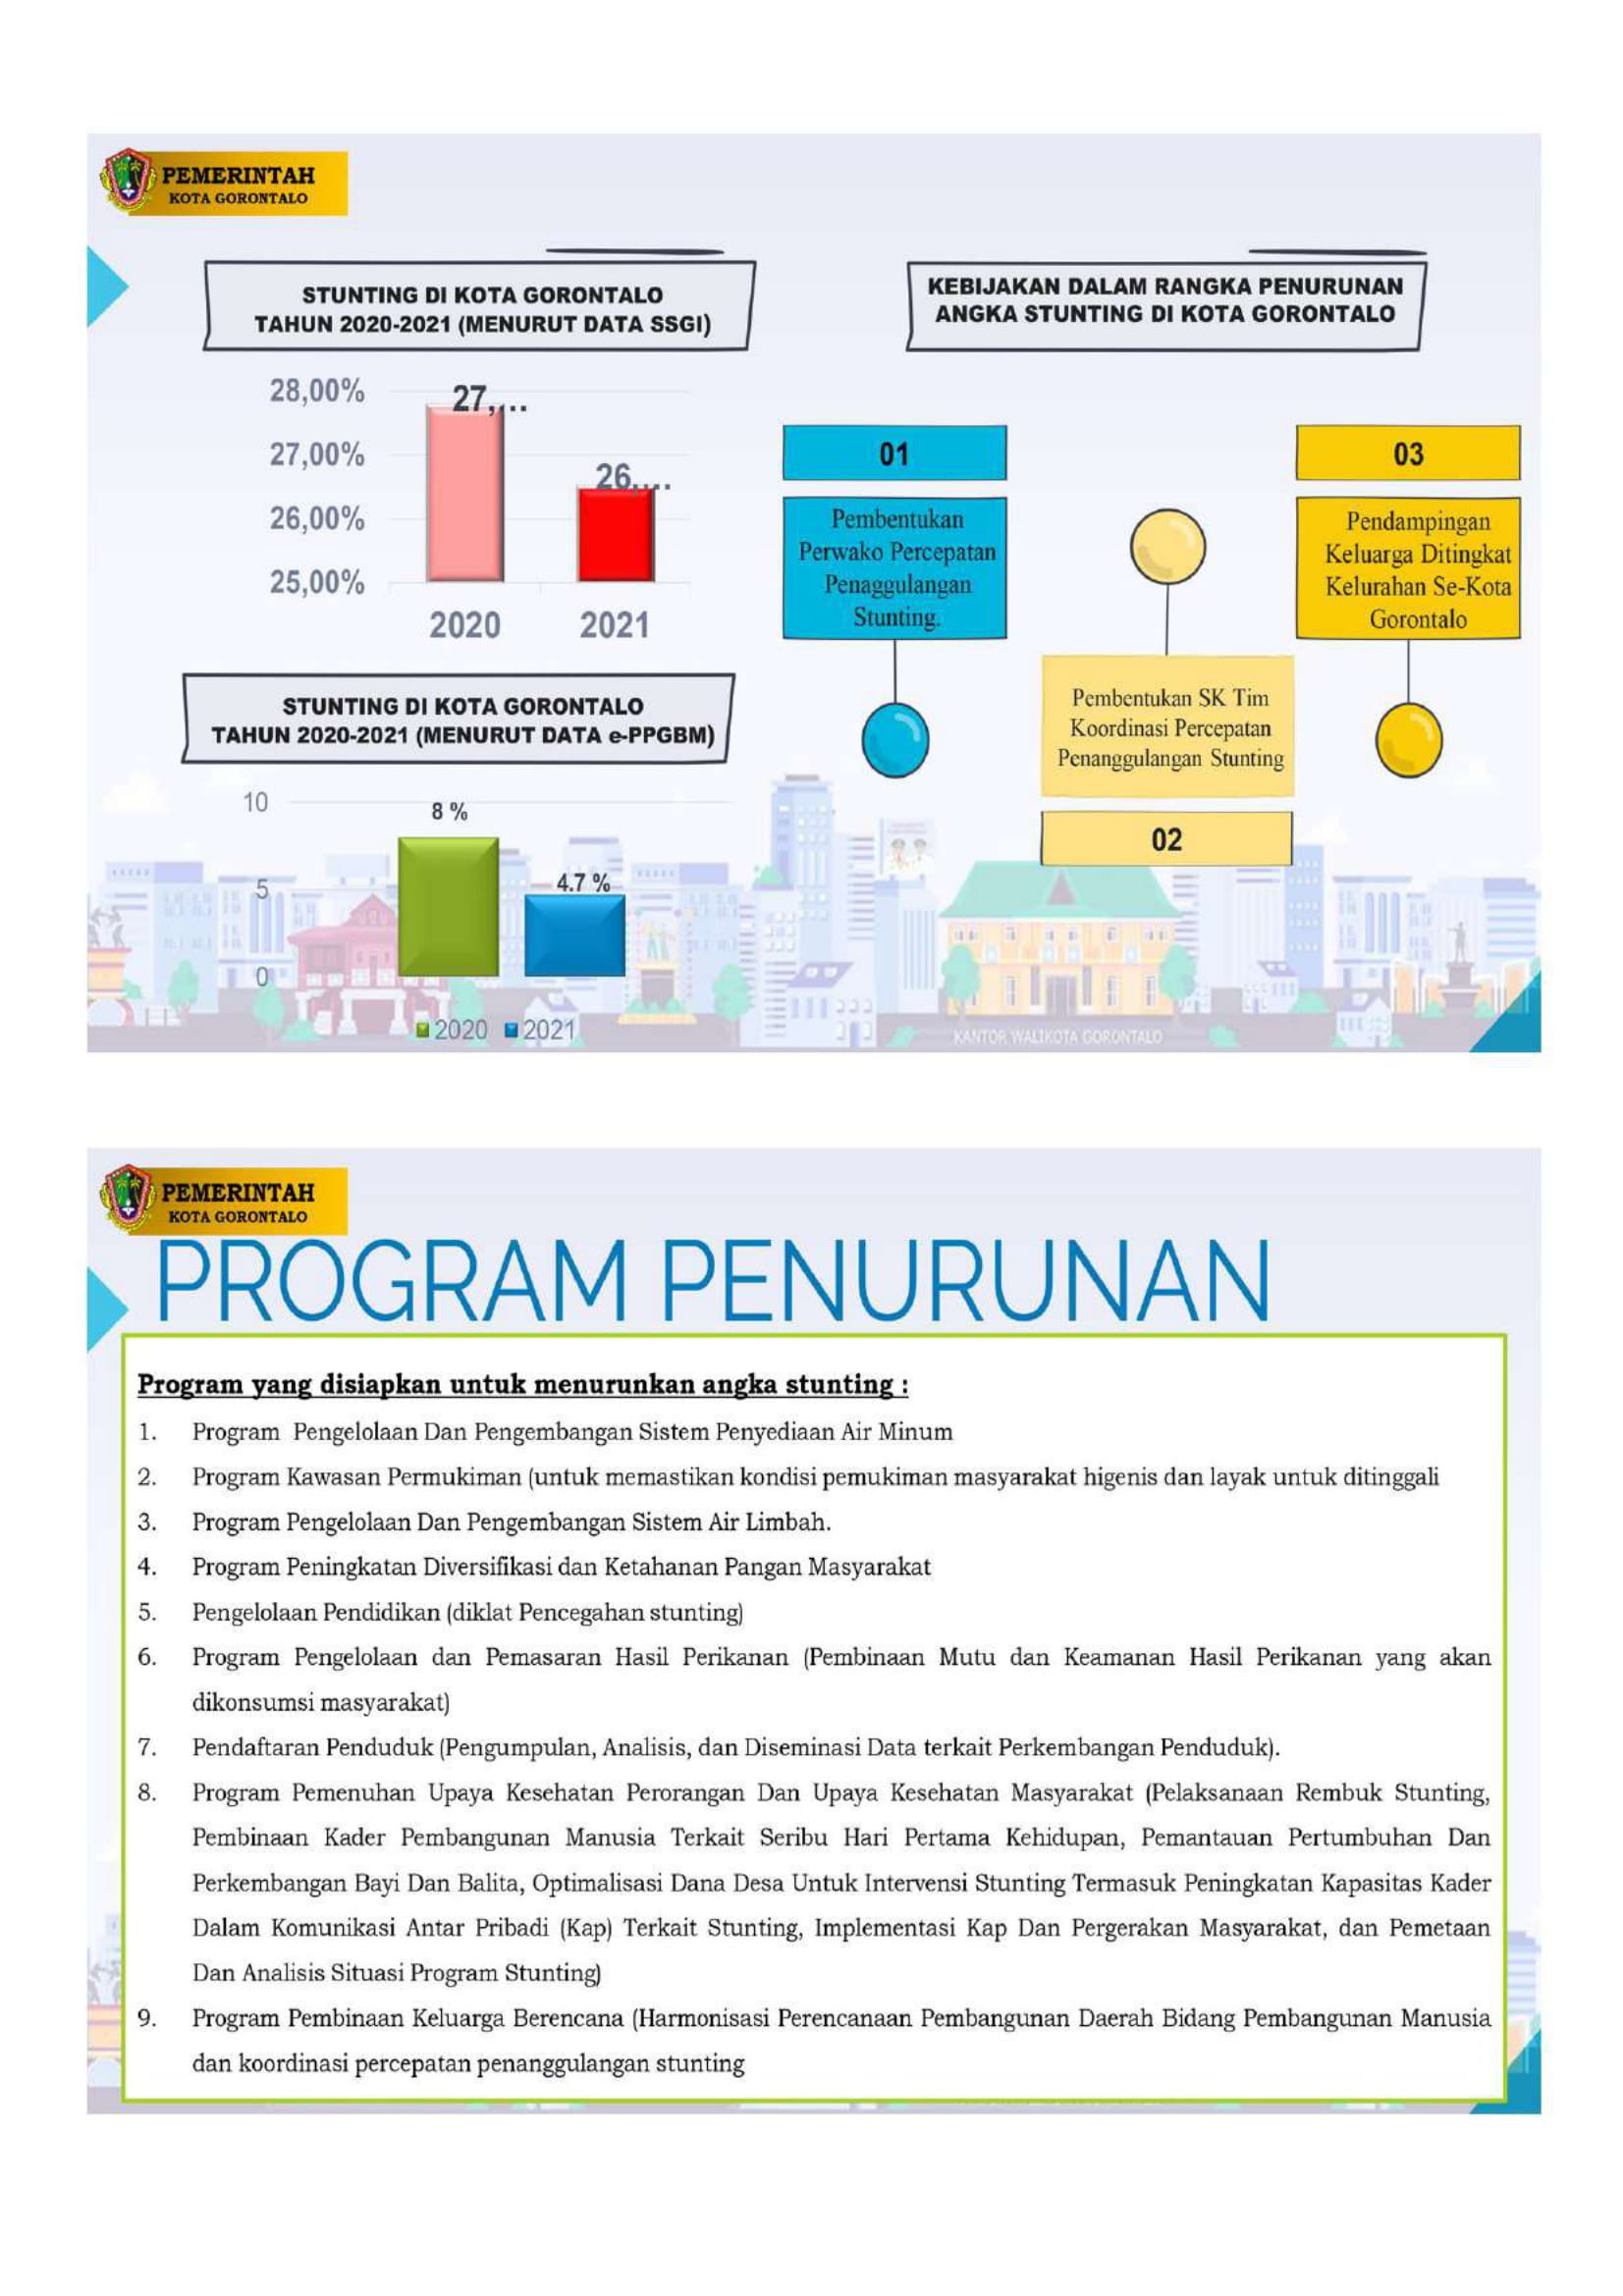 PEMERINTAH
KOTA GORONTALO
STUNTING DI KOTA GORONTALO
TAHUN 2020-2021 (MENURUT DATA SSGI)
28,00%
27,00%
26,00%
25,00%
27,...
26,...
2020
2021
STUNTING DI KOTA GORONTALO
TAHUN 2020-2021 (MENURUT DATA e-PPGBM)
10
5
0
8 %
4.7 %
2020
2021
KEBIJAKAN DALAM RANGKA PENURUNAN
ANGKA STUNTING DI KOTA GORONTALO
01
Pembentukan
Perwako Percepatan
Penaggulangan
Stunting.
Pembentukan SK Tim
Koordinasi Percepatan
Penanggulangan Stunting
02
03
Pendampingan
Keluarga Ditingkat
Kelurahan Se-Kota
Gorontalo
KANTOR WALIKOTA GORONTALO
PEMERINTAH
KOTA GORONTALO
PROGRAM PENURUNAN
Program yang disiapkan untuk menurunkan angka stunting :
1. Program Pengelolaan Dan Pengembangan Sistem Penyediaan Air Minum
2. Program Kawasan Permukiman (untuk memastikan kondisi pemukiman masyarakat higenis dan layak untuk ditinggali
3. Program Pengelolaan Dan Pengembangan Sistem Air Limbah.
4. Program Peningkatan Diversifikasi dan Ketahanan Pangan Masyarakat
5. Pengelolaan Pendidikan (diklat Pencegahan stunting)
6. Program Pengelolaan dan Pemasaran Hasil Perikanan (Pembinaan Mutu dan Keamanan Hasil Perikanan yang akan
dikonsumsi masyarakat)
7. Pendaftaran Penduduk (Pengumpulan, Analisis, dan Diseminasi Data terkait Perkembangan Penduduk).
8. Program Pemenuhan Upaya Kesehatan Perorangan Dan Upaya Kesehatan Masyarakat (Pelaksanaan Rembuk Stunting,
Pembinaan Kader Pembangunan Manusia Terkait Seribu Hari Pertama Kehidupan, Pemantauan Pertumbuhan Dan
Perkembangan Bayi Dan Balita, Optimalisasi Dana Desa Untuk Intervensi Stunting Termasuk Peningkatan Kapasitas Kader
Dalam Komunikasi Antar Pribadi (Kap) Terkait Stunting, Implementasi Kap Dan Pergerakan Masyarakat, dan Pemetaan
Dan Analisis Situasi Program Stunting)
9. Program Pembinaan Keluarga Berencana (Harmonisasi Perencanaan Pembangunan Daerah Bidang Pembangunan Manusia
dan koordinasi percepatan penanggulangan stunting